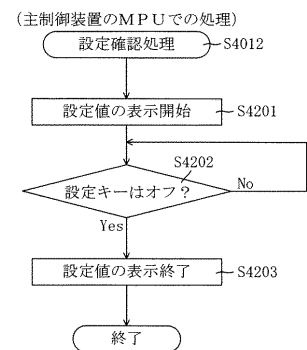 (主制御装置のMPUでの処理)
設定確認処理 S4012
設定値の表示開始 S4201
S4202
設定キーはオフ? No
Yes
設定値の表示終了 S4203
終了